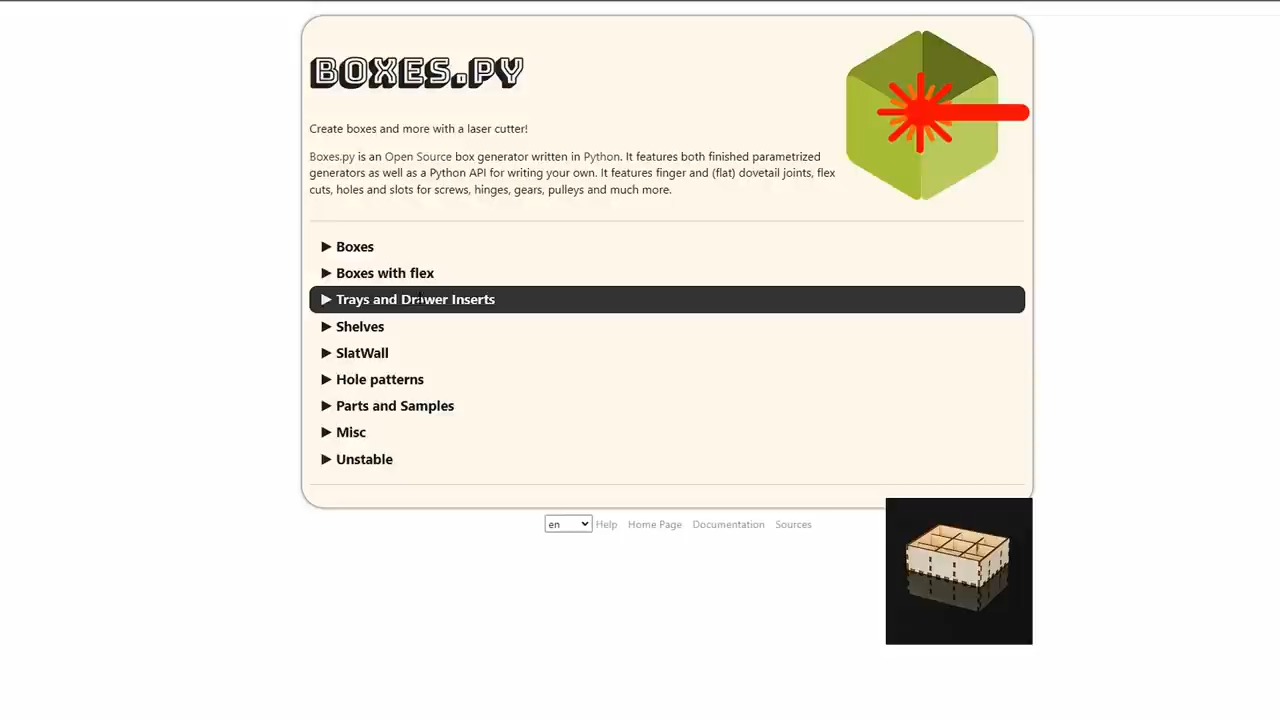 BOXES.PY
Create boxes and more with a laser cutter!
Boxes.py is an Open Source box generator written in Python. It features both finished parametrized
generators as well as a Python API for writing your own. It features finger and (flat) dovetail joints, flex
cuts, holes and slots for screws, hinges, gears, pulleys and much more.
▶ Boxes
▶ Boxes with flex
▶ Trays and Drawer Inserts
▶ Shelves
▶ SlatWall
▶ Hole patterns
▶ Parts and Samples
▶ Misc
▶ Unstable
en Help Home Page Documentation Sources